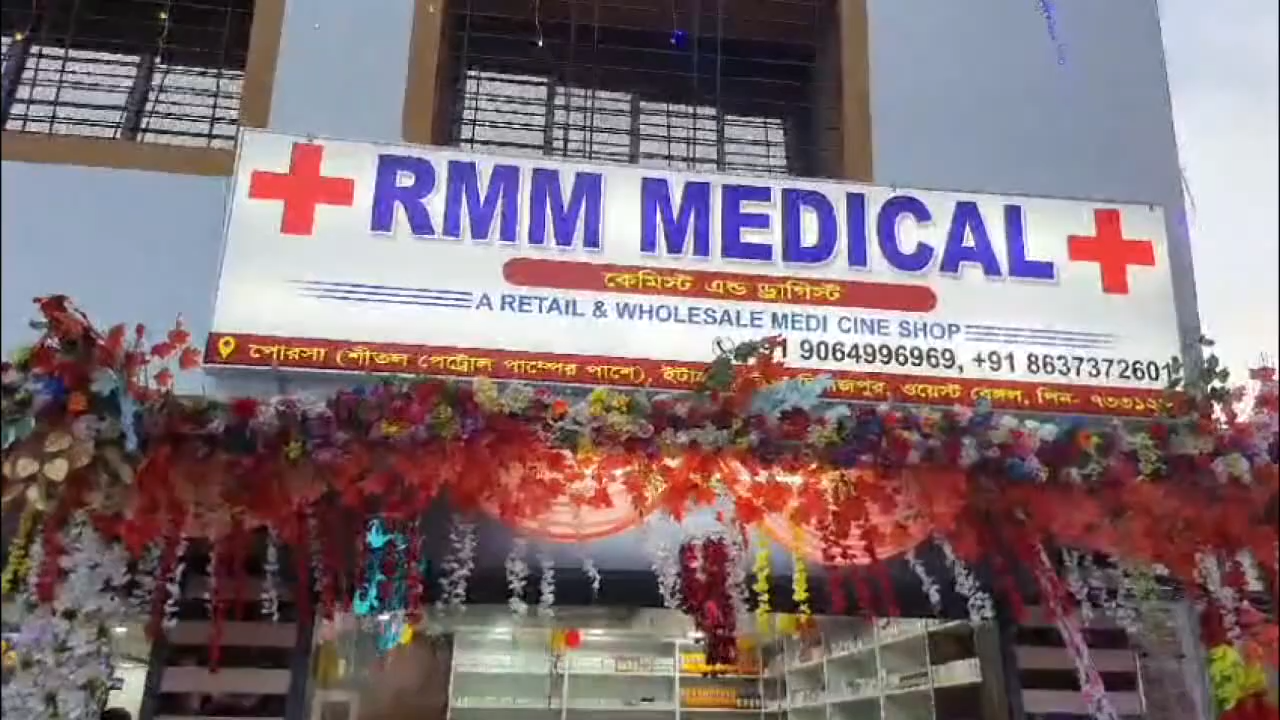 RMM MEDICAL
কেমিস্ট এন্ড ড্রাগিস্ট
A RETAIL & WHOLESALE MEDI CINE SHOP
9064996969, +91 8637372601
পোরসা (শীতল পেট্রোল পাম্পের পাশে), ওয়েস্ট বেঙ্গল, পিন-